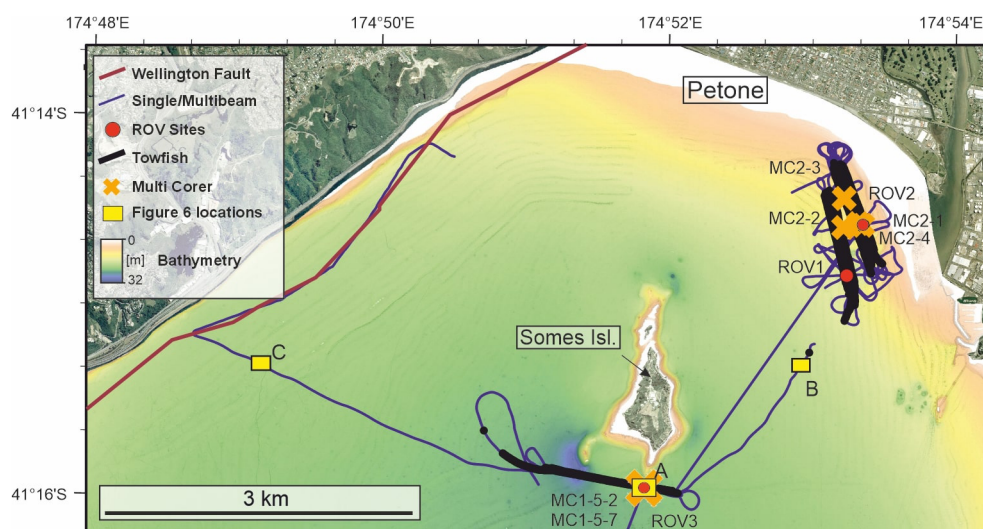 174°48'E 174°50'E 174°52'E 174°54'E
41°14'S
41°16'S
Wellington Fault
Single/Multibeam
ROV Sites
Towfish
Multi Corer
Figure 6 locations
0
[m] Bathymetry
32
Petone
MC2-3
ROV2
MC2-2
MC2-1
MC2-4
ROV1
Somes Isl.
C
B
A
MC1-5-2
MC1-5-7
ROV3
3 km